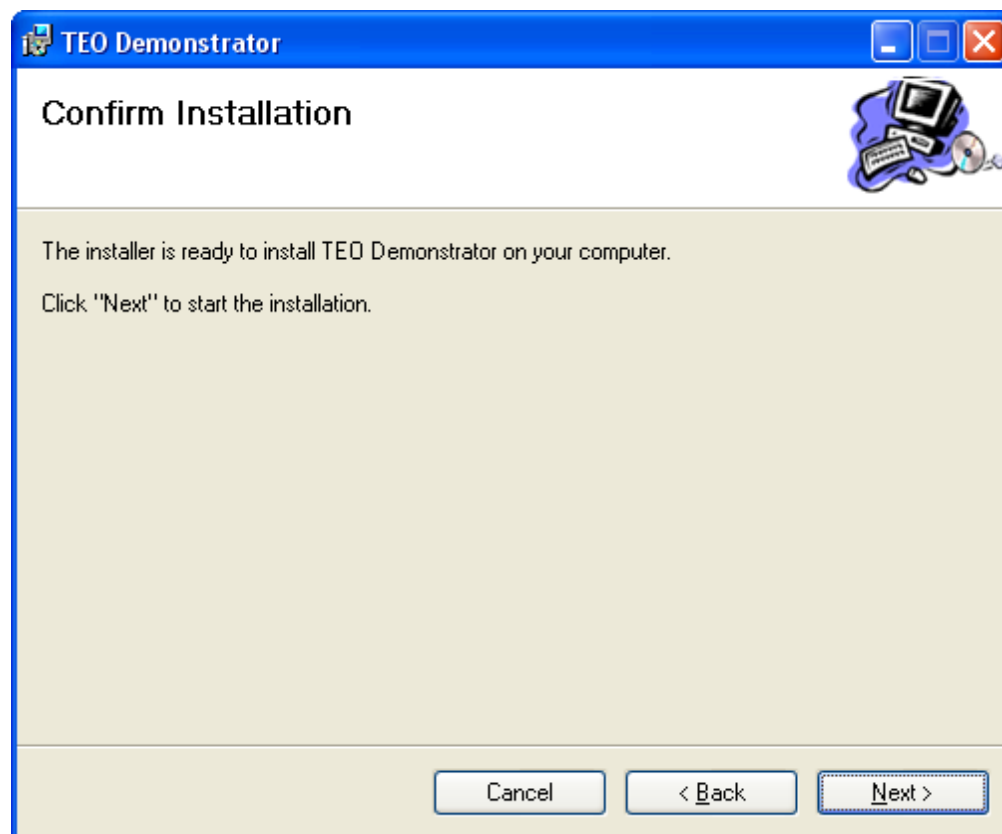 TEO Demonstrator
Confirm Installation
The installer is ready to install TEO Demonstrator on your computer.
Click "Next" to start the installation.
Cancel
< Back
Next >